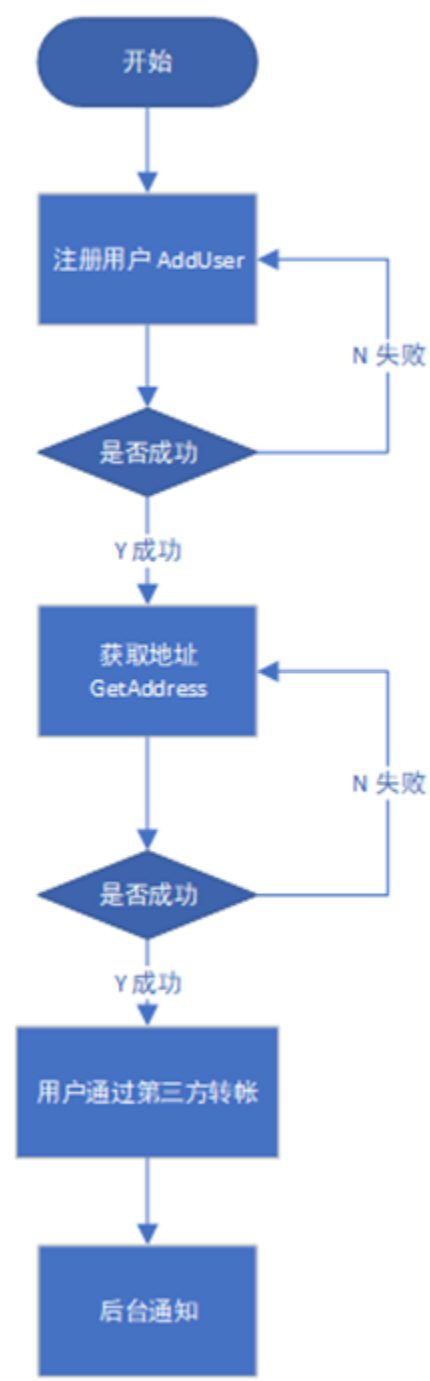 开始
注册用户 AddUser
N 失败
是否成功
Y 成功
获取地址
GetAddress
N 失败
是否成功
Y 成功
用户通过第三方转帐
后台通知